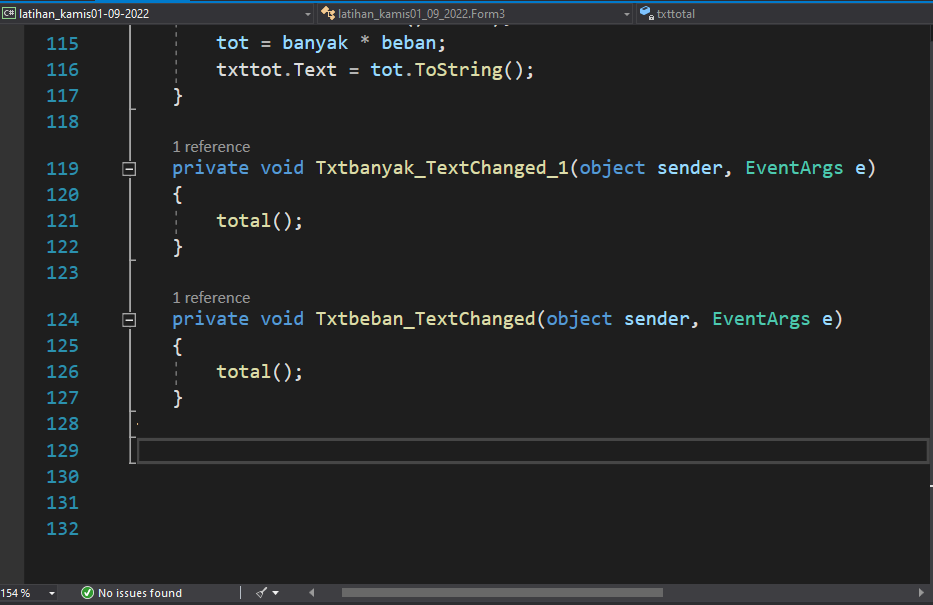 C# latihan_kamis01-09-2022 latihan_kamis01_09_2022.Form3 txttotal
115 tot = banyak * beban;
116 txttot.Text = tot.ToString();
117 }
118
1 reference
119 private void Txtbanyak_TextChanged_1(object sender, EventArgs e)
120 {
121 total();
122 }
123
1 reference
124 private void Txtbeban_TextChanged(object sender, EventArgs e)
125 {
126 total();
127 }
128
129
130
131
132
154 % No issues found